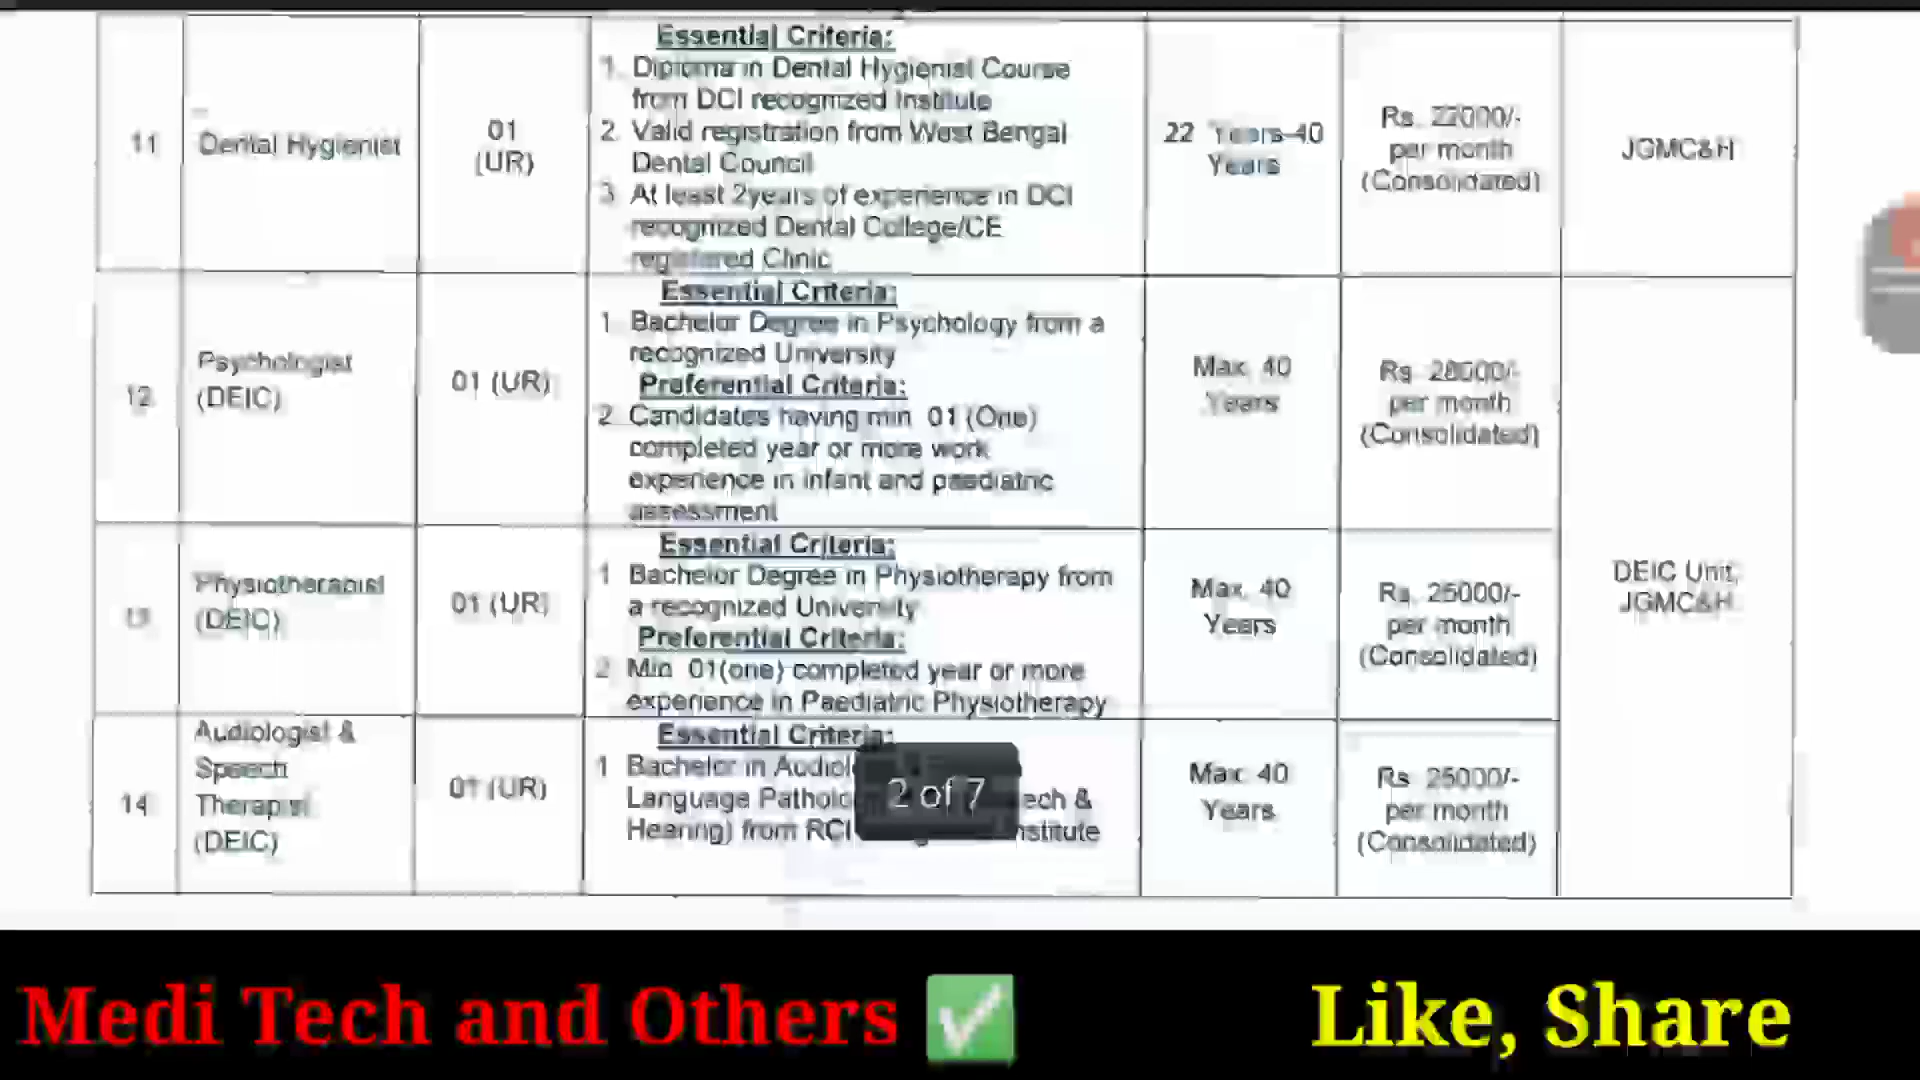 11
Dental Hygienist
01
(UR)
Essential Criteria:
1. Diploma in Dental Hygienist Course
from DCI recognized Institute
2. Valid registration from West Bengal
Dental Council
3. At least 2years of experience in DCI
recognized Dental College/CE
registered Clinic
22 Years-40
Years
Rs. 22000/-
per month
(Consolidated)
JGMC&H
12
Psychologist
(DEIC)
01 (UR)
Essential Criteria:
1. Bachelor Degree in Psychology from a
recognized University
Preferential Criteria:
2. Candidates having min 01 (One)
completed year or more work
experience in infant and paediatric
assessment
Max. 40
Years
Rs.
per month
(Consolidated)
DEIC Unit,
JGMC&H
13
Physiotherapist
(DEIC)
01 (UR)
Essential Criteria:
1 Bachelor Degree in Physiotherapy from
a recognized University
Preferential Criteria:
2 Min 01(one) completed year or more
experience in Paediatric Physiotherapy
Max. 40
Years
Rs. 25000/-
per month
(Consolidated)
14
Audiologist &
Speech
Therapist
(DEIC)
01 (UR)
Essential Criteria:
1 Bachelor in
Language
&
Hearing) from RCI
Max. 40
Years
Rs. 25000/-
per month
(Consolidated)
2 of 7
Medi Tech and Others ✅
Like, Share